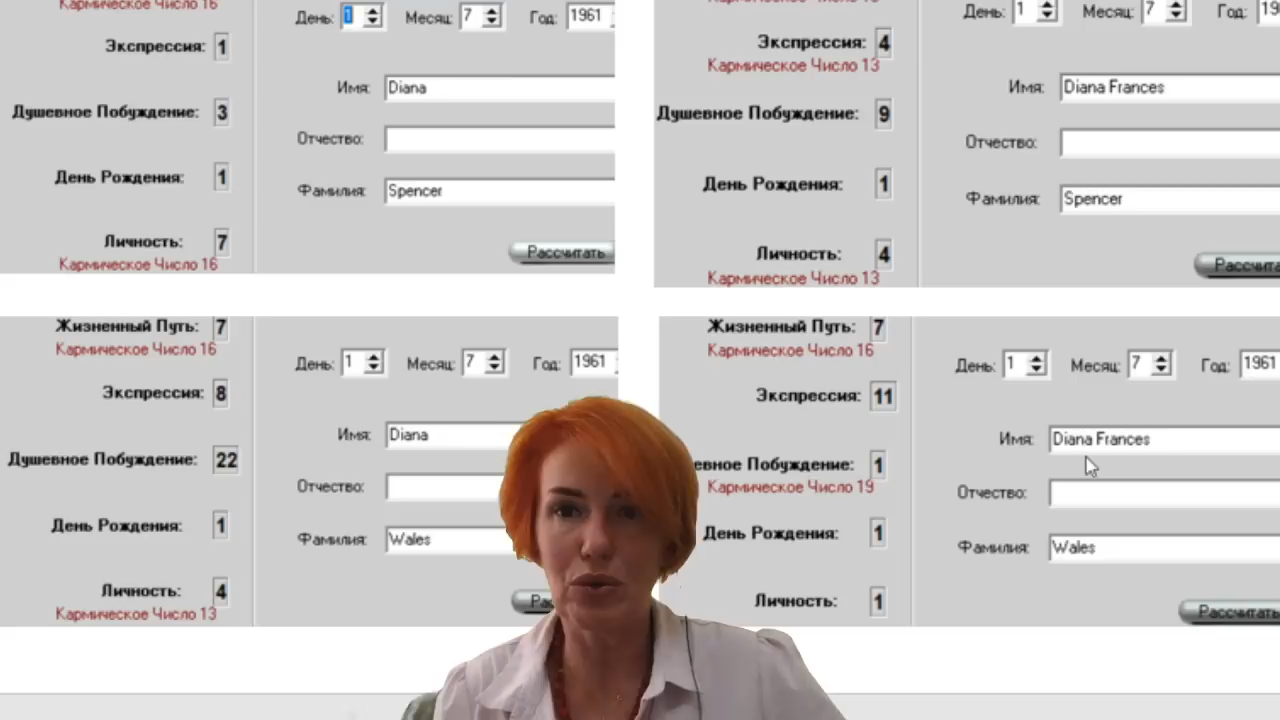 Кармическое Число 16
День: 1 Месяц: 7 Год: 1961
Экспрессия: 1
Имя: Diana
Душевное Побуждение: 3
Отчество:
День Рождения: 1
Фамилия: Spencer
Личность: 7
Рассчитать
Кармическое Число 16
День: 1 Месяц: 7 Год:
Экспрессия: 4
Кармическое Число 13
Имя: Diana Frances
Душевное Побуждение: 9
Отчество:
День Рождения: 1
Фамилия: Spencer
Личность: 4
Кармическое Число 13
Жизненный Путь: 7
Кармическое Число 16
День: 1 Месяц: 7 Год: 1961
Экспрессия: 8
Имя: Diana
Душевное Побуждение: 22
Отчество:
День Рождения: 1
Фамилия: Wales
Личность: 4
Кармическое Число 13
Жизненный Путь: 7
Кармическое Число 16
День: 1 Месяц: 7 Год: 1961
Экспрессия: 11
Имя: Diana Frances
Побуждение: 1
Кармическое Число 19
Отчество:
День Рождения: 1
Фамилия: Wales
Личность: 1
Рассчитать